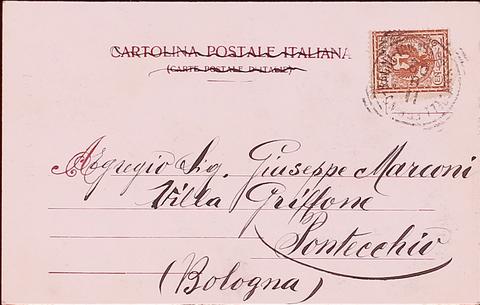 CARTOLINA POSTALE ITALIANA
(CARTE POSTALE D'ITALIE)
Egregio Sig. Giuseppe Marconi
Villa Griffone
Pontecchio
(Bologna)